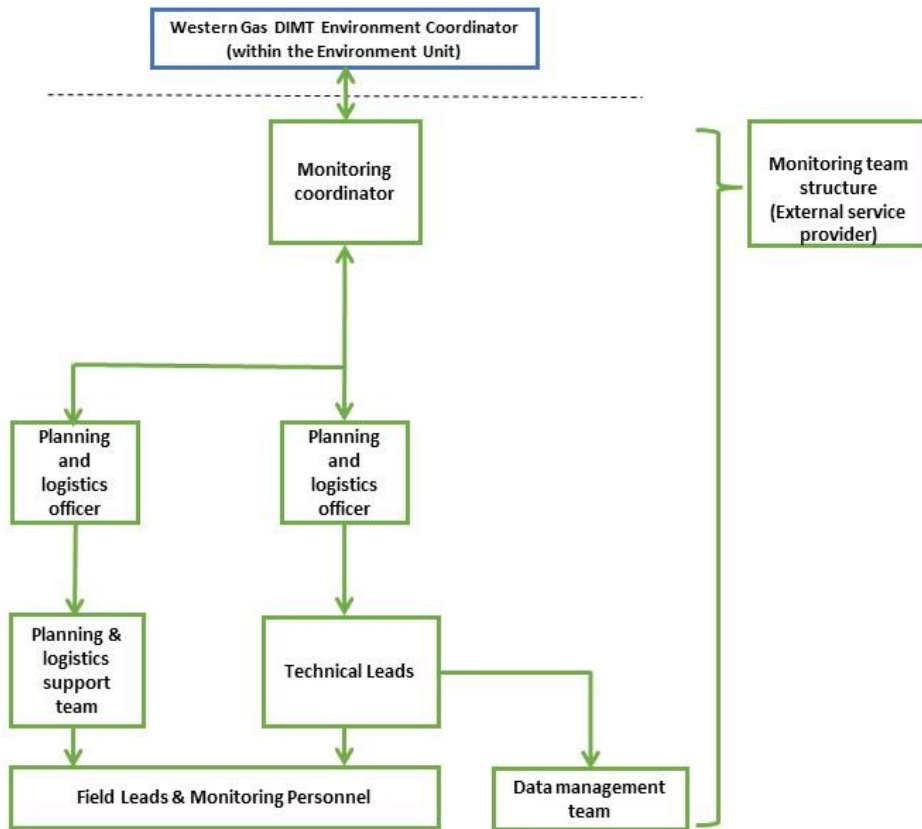 Western Gas DIMT Environment Coordinator
(within the Environment Unit)
Monitoring
coordinator
Monitoring team
structure
(External service
provider)
Planning
and
logistics
officer
Planning
and
logistics
officer
Planning &
logistics
support
team
Technical Leads
Field Leads & Monitoring Personnel
Data management
team